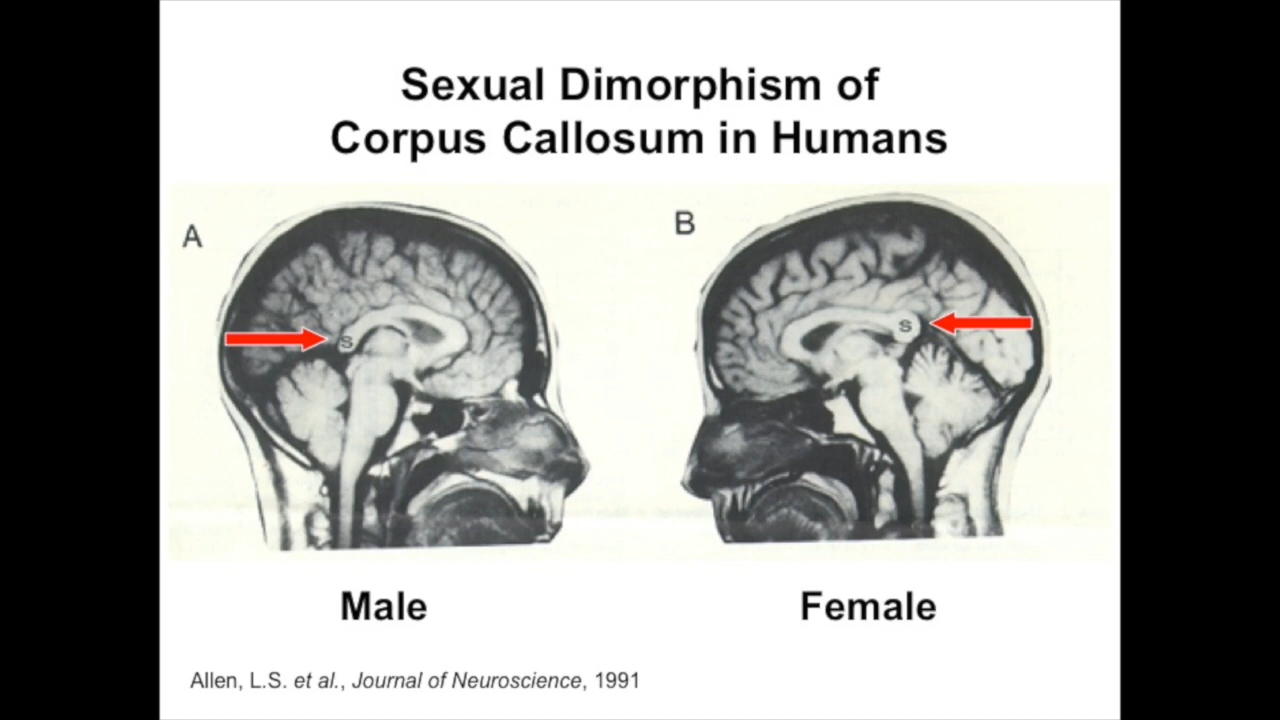 Sexual Dimorphism of
Corpus Callosum in Humans
A
B
S
S
Male
Female
Allen, L.S. et al., Journal of Neuroscience, 1991